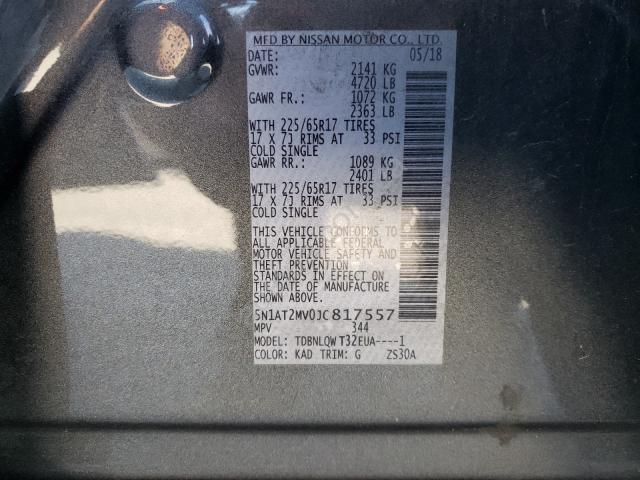 MFD BY NISSAN MOTOR CO., LTD.
DATE: 05/18
GVWR: 2141 KG
4720 LB
GAWR FR.: 1072 KG
2363 LB
WITH 225/65R17 TIRES
17 X 7J RIMS AT 33 PSI
COLD SINGLE
GAWR RR.: 1089 KG
2401 LB
WITH 225/65R17 TIRES
17 X 7J RIMS AT 33 PSI
COLD SINGLE
THIS VEHICLE CONFORMS TO
ALL APPLICABLE FEDERAL
MOTOR VEHICLE SAFETY AND
THEFT PREVENTION
STANDARDS IN EFFECT ON
THE DATE OF MANUFACTURE
SHOWN ABOVE.
5N1AT2MV0JC817557
MPV 344
MODEL: TDBNLQW T32EUA----1
COLOR: KAD TRIM: G ZS30A